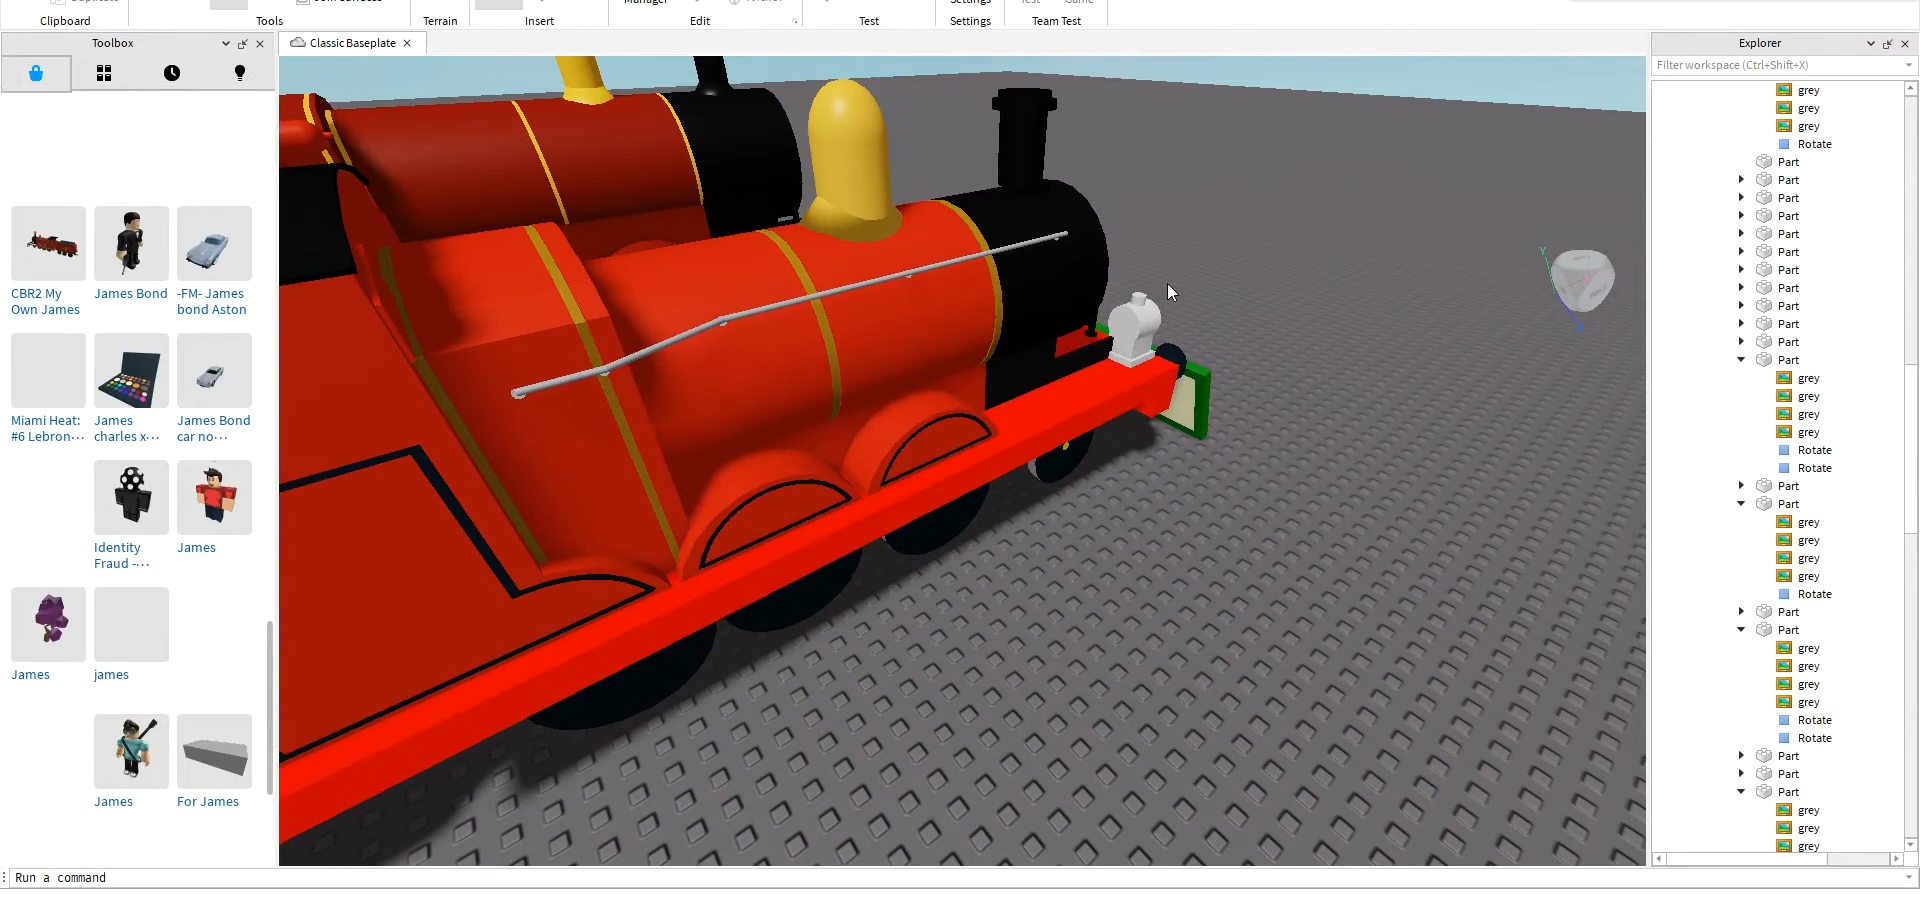 Clipboard
Tools
Terrain
Insert
Edit
Test
Settings
Settings
Team Test
Toolbox
Classic Baseplate
Explorer
Filter workspace (Ctrl+Shift+X)
CBR2 My
Own James
James Bond
-FM- James
bond Aston
Miami Heat:
#6 Lebron···
James
charles x···
James Bond
car no···
Identity
Fraud -···
James
James
james
James
For James
grey
grey
grey
Rotate
Part
Part
Part
Part
Part
Part
Part
Part
Part
Part
Part
Part
grey
grey
grey
grey
Rotate
Rotate
Part
Part
grey
grey
grey
grey
Rotate
Part
Part
grey
grey
grey
grey
Rotate
Rotate
Part
Part
Part
grey
grey
grey
Y
Run a command